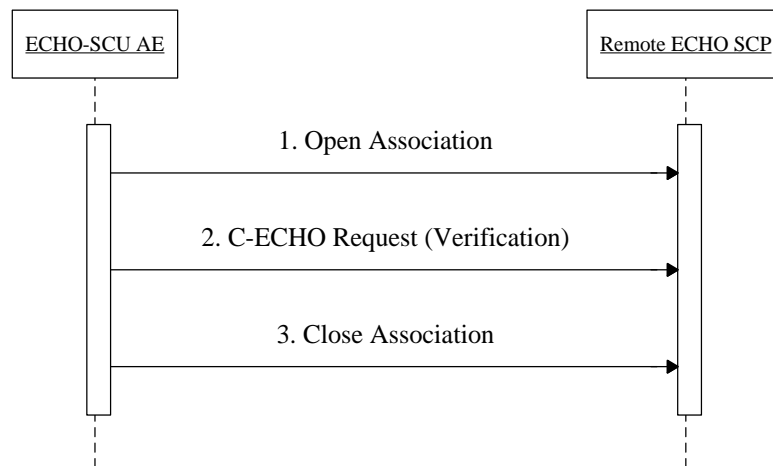 ECHO-SCU AE
Remote ECHO SCP
1. Open Association
2. C-ECHO Request (Verification)
3. Close Association